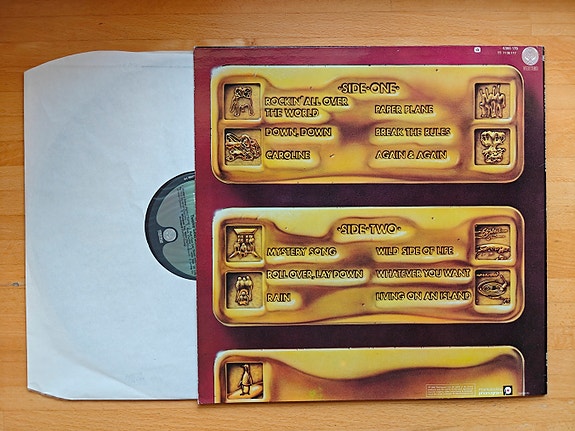 SIDE·ONE
ROCKIN' ALL OVER
THE WORLD
DOWN, DOWN
CAROLINE
PAPER PLANE
BREAK THE RULES
AGAIN & AGAIN
SIDE·TWO
MYSTERY SONG
ROLL OVER, LAY DOWN
RAIN
WILD SIDE OF LIFE
WHATEVER YOU WANT
LIVING ON AN ISLAND
phonogram